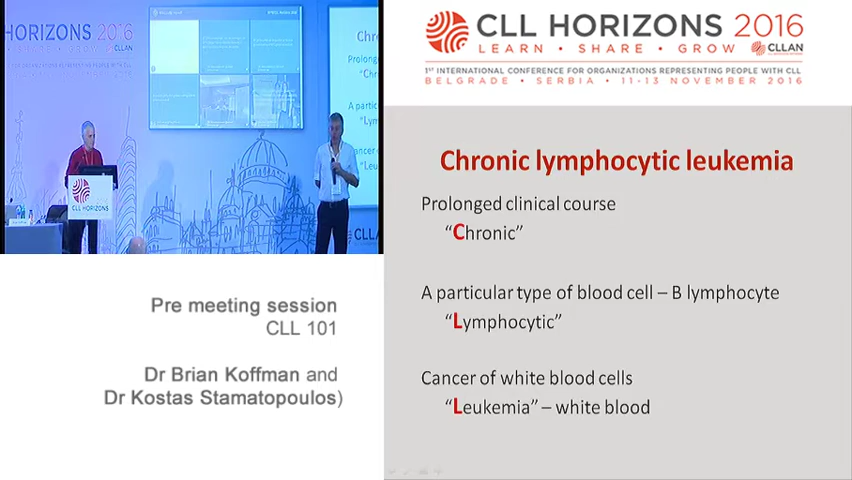 HORIZONS 2016
CLLAN
CLL HORIZONS
Pre meeting session
CLL 101
Dr Brian Koffman and
Dr Kostas Stamatopoulos)
CLL HORIZONS 2016
LEARN • SHARE • GROW
CLLAN
1ST INTERNATIONAL CONFERENCE FOR ORGANIZATIONS REPRESENTING PEOPLE WITH CLL
BELGRADE • SERBIA • 11-13 NOVEMBER 2016
Chronic lymphocytic leukemia
Prolonged clinical course
“Chronic”
A particular type of blood cell – B lymphocyte
“Lymphocytic”
Cancer of white blood cells
“Leukemia” – white blood